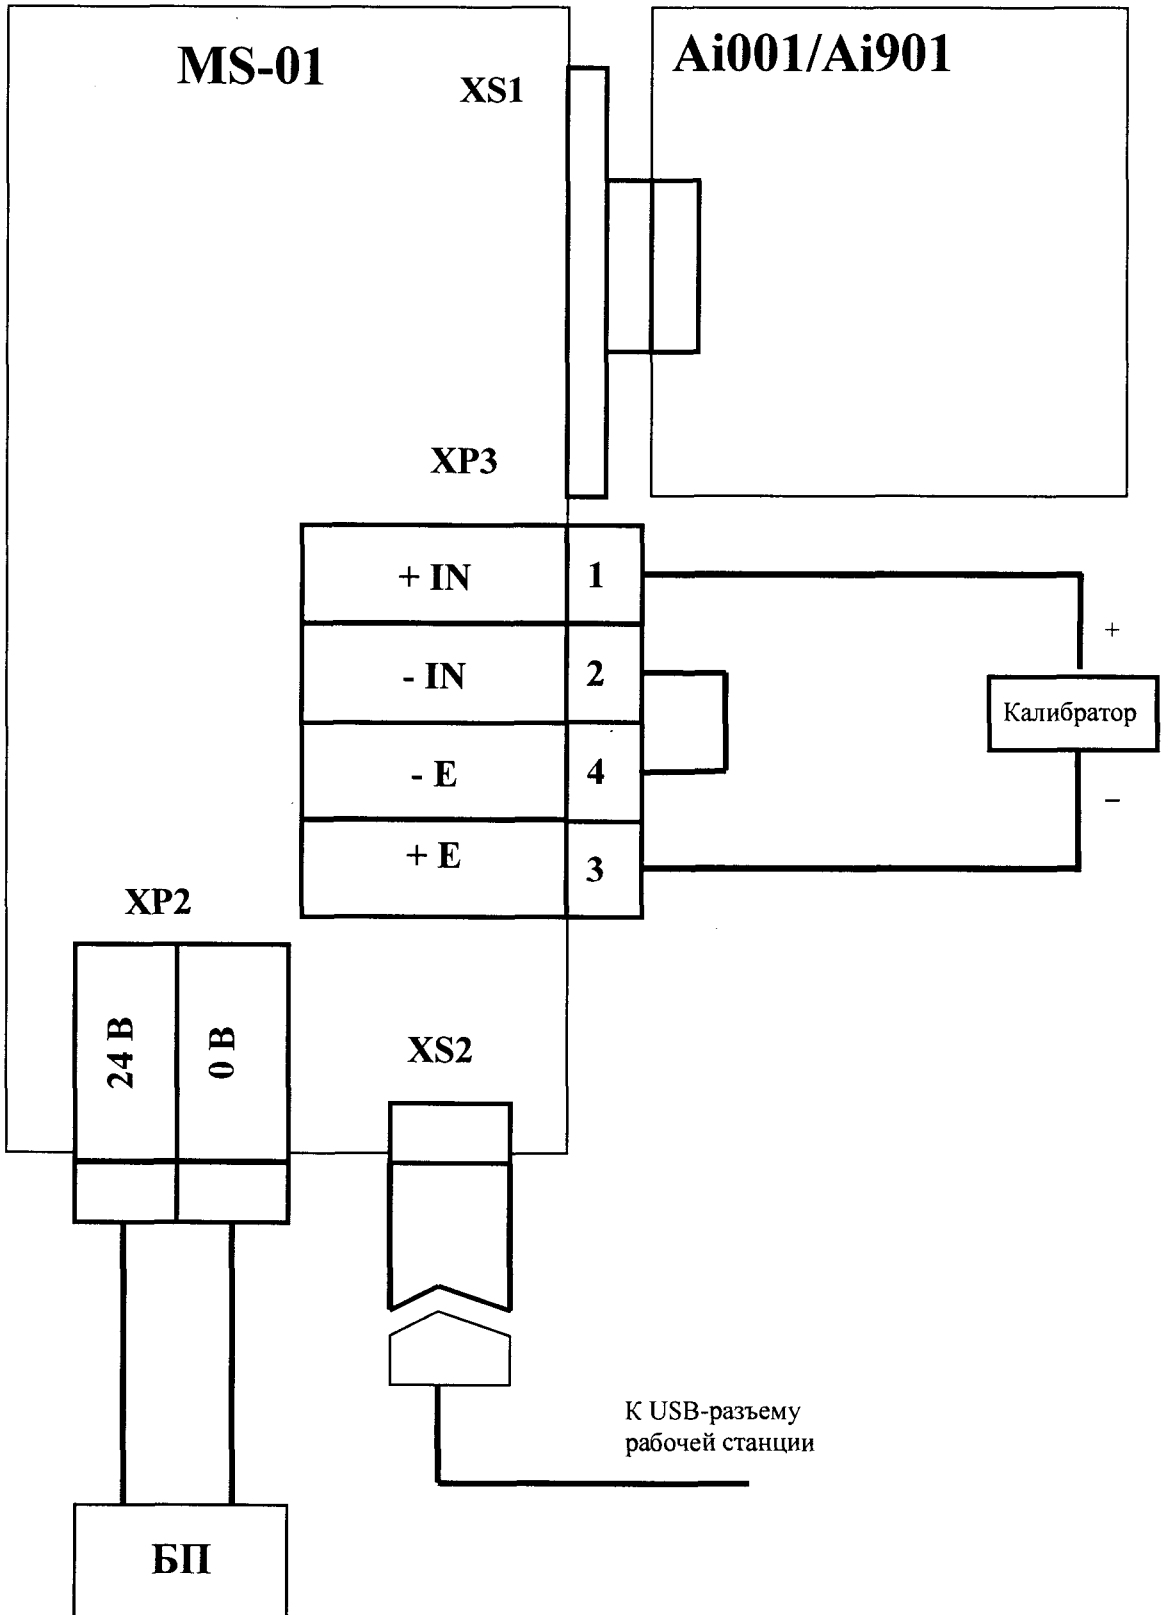 MS-01
Ai001/Ai901
XS1
XP3
+ IN 1
- IN 2
- E 4
+ E 3
+
Калибратор
–
XP2
24 В
0 В
XS2
К USB-разъему
рабочей станции
БП